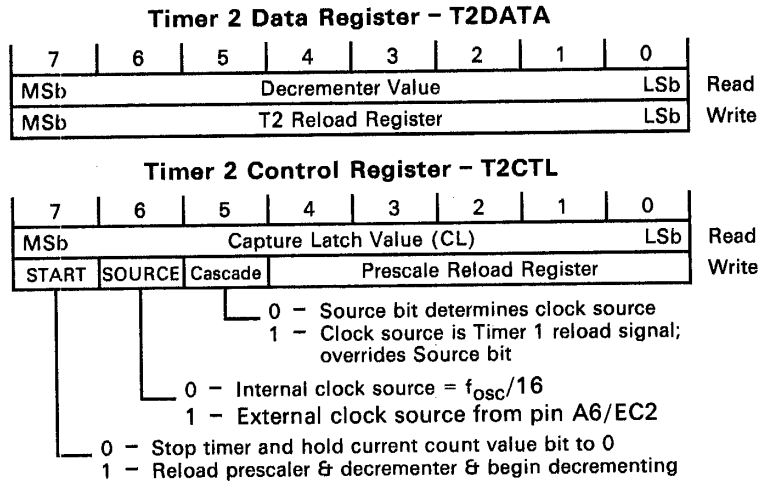 Timer 2 Data Register – T2DATA
7 6 5 4 3 2 1 0
MSb Decrementer Value LSb Read
MSb T2 Reload Register LSb Write
Timer 2 Control Register – T2CTL
7 6 5 4 3 2 1 0
MSb Capture Latch Value (CL) LSb Read
START SOURCE Cascade Prescale Reload Register Write
0 – Source bit determines clock source
1 – Clock source is Timer 1 reload signal;
overrides Source bit
0 – Internal clock source = fosc/16
1 – External clock source from pin A6/EC2
0 – Stop timer and hold current count value bit to 0
1 – Reload prescaler & decrementer & begin decrementing